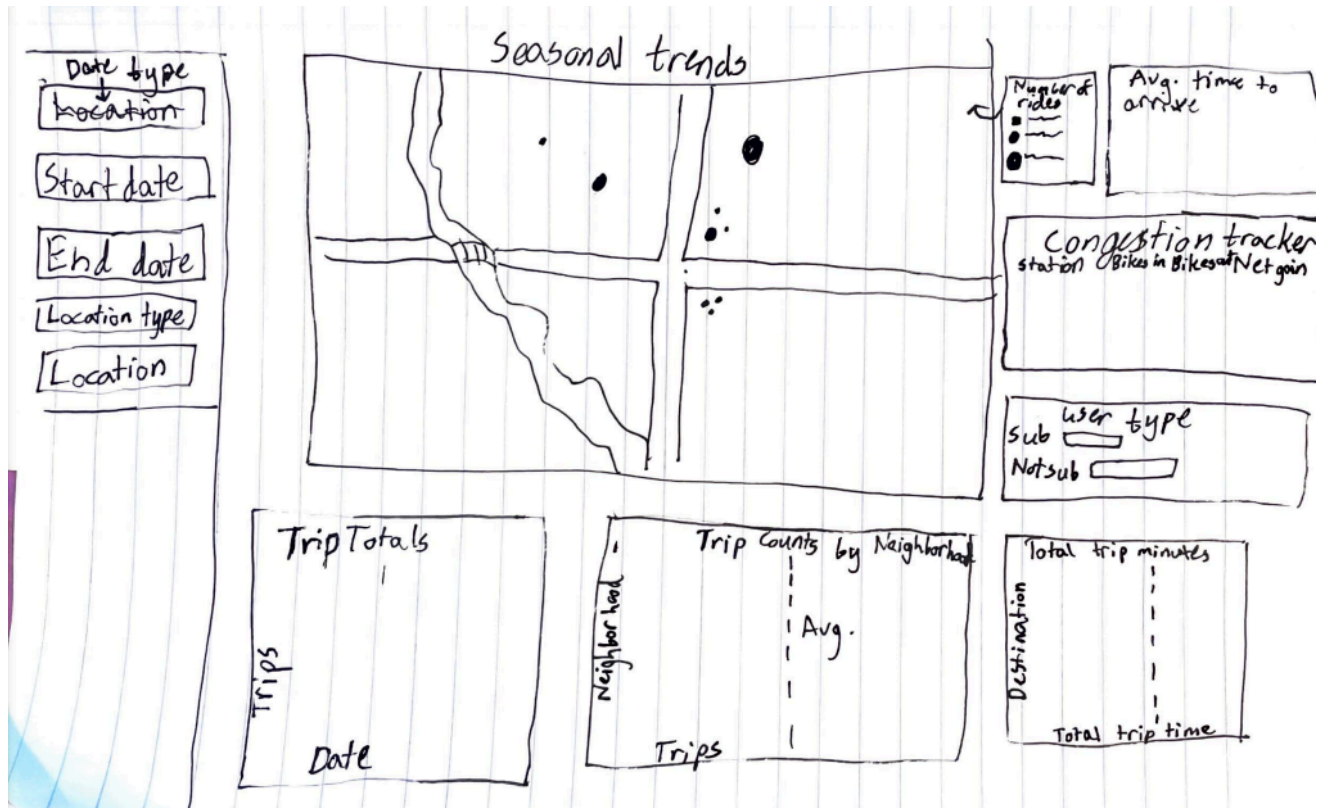 Seasonal trends
Date type
Location
Start date
End date
Location type
Location
Number of
rides
Avg. time to
arrive
Congestion tracker
station Bikes in Bikes out Net gain
user type
Sub
Not sub
Trip Totals
Trips
Date
Trip Counts by Neighborhood
Neighborhood
Avg.
Trips
Total trip minutes
Destination
Total trip time